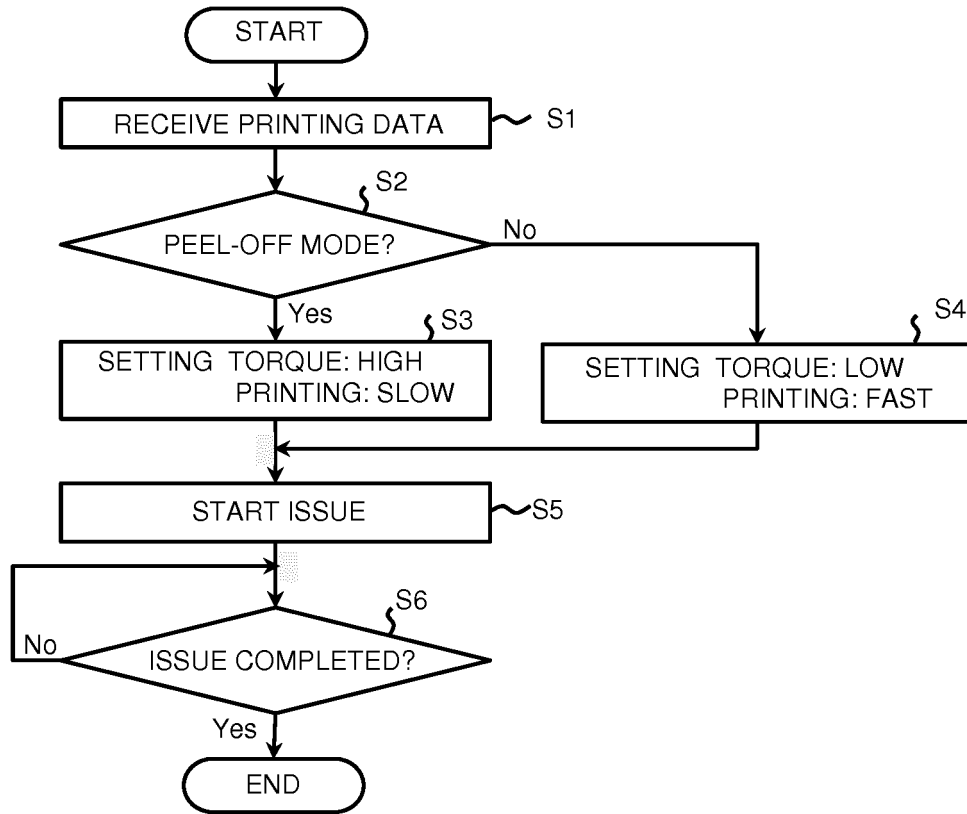 START
RECEIVE PRINTING DATA
S1
S2
PEEL-OFF MODE?
No
Yes
S3
S4
SETTING TORQUE: HIGH
PRINTING: SLOW
SETTING TORQUE: LOW
PRINTING: FAST
START ISSUE
S5
S6
No
ISSUE COMPLETED?
Yes
END